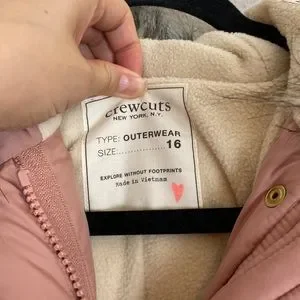 crewcuts
NEW YORK, N.Y.
TYPE: OUTERWEAR
SIZE:.................. 16
EXPLORE WITHOUT FOOTPRINTS
Made in Vietnam